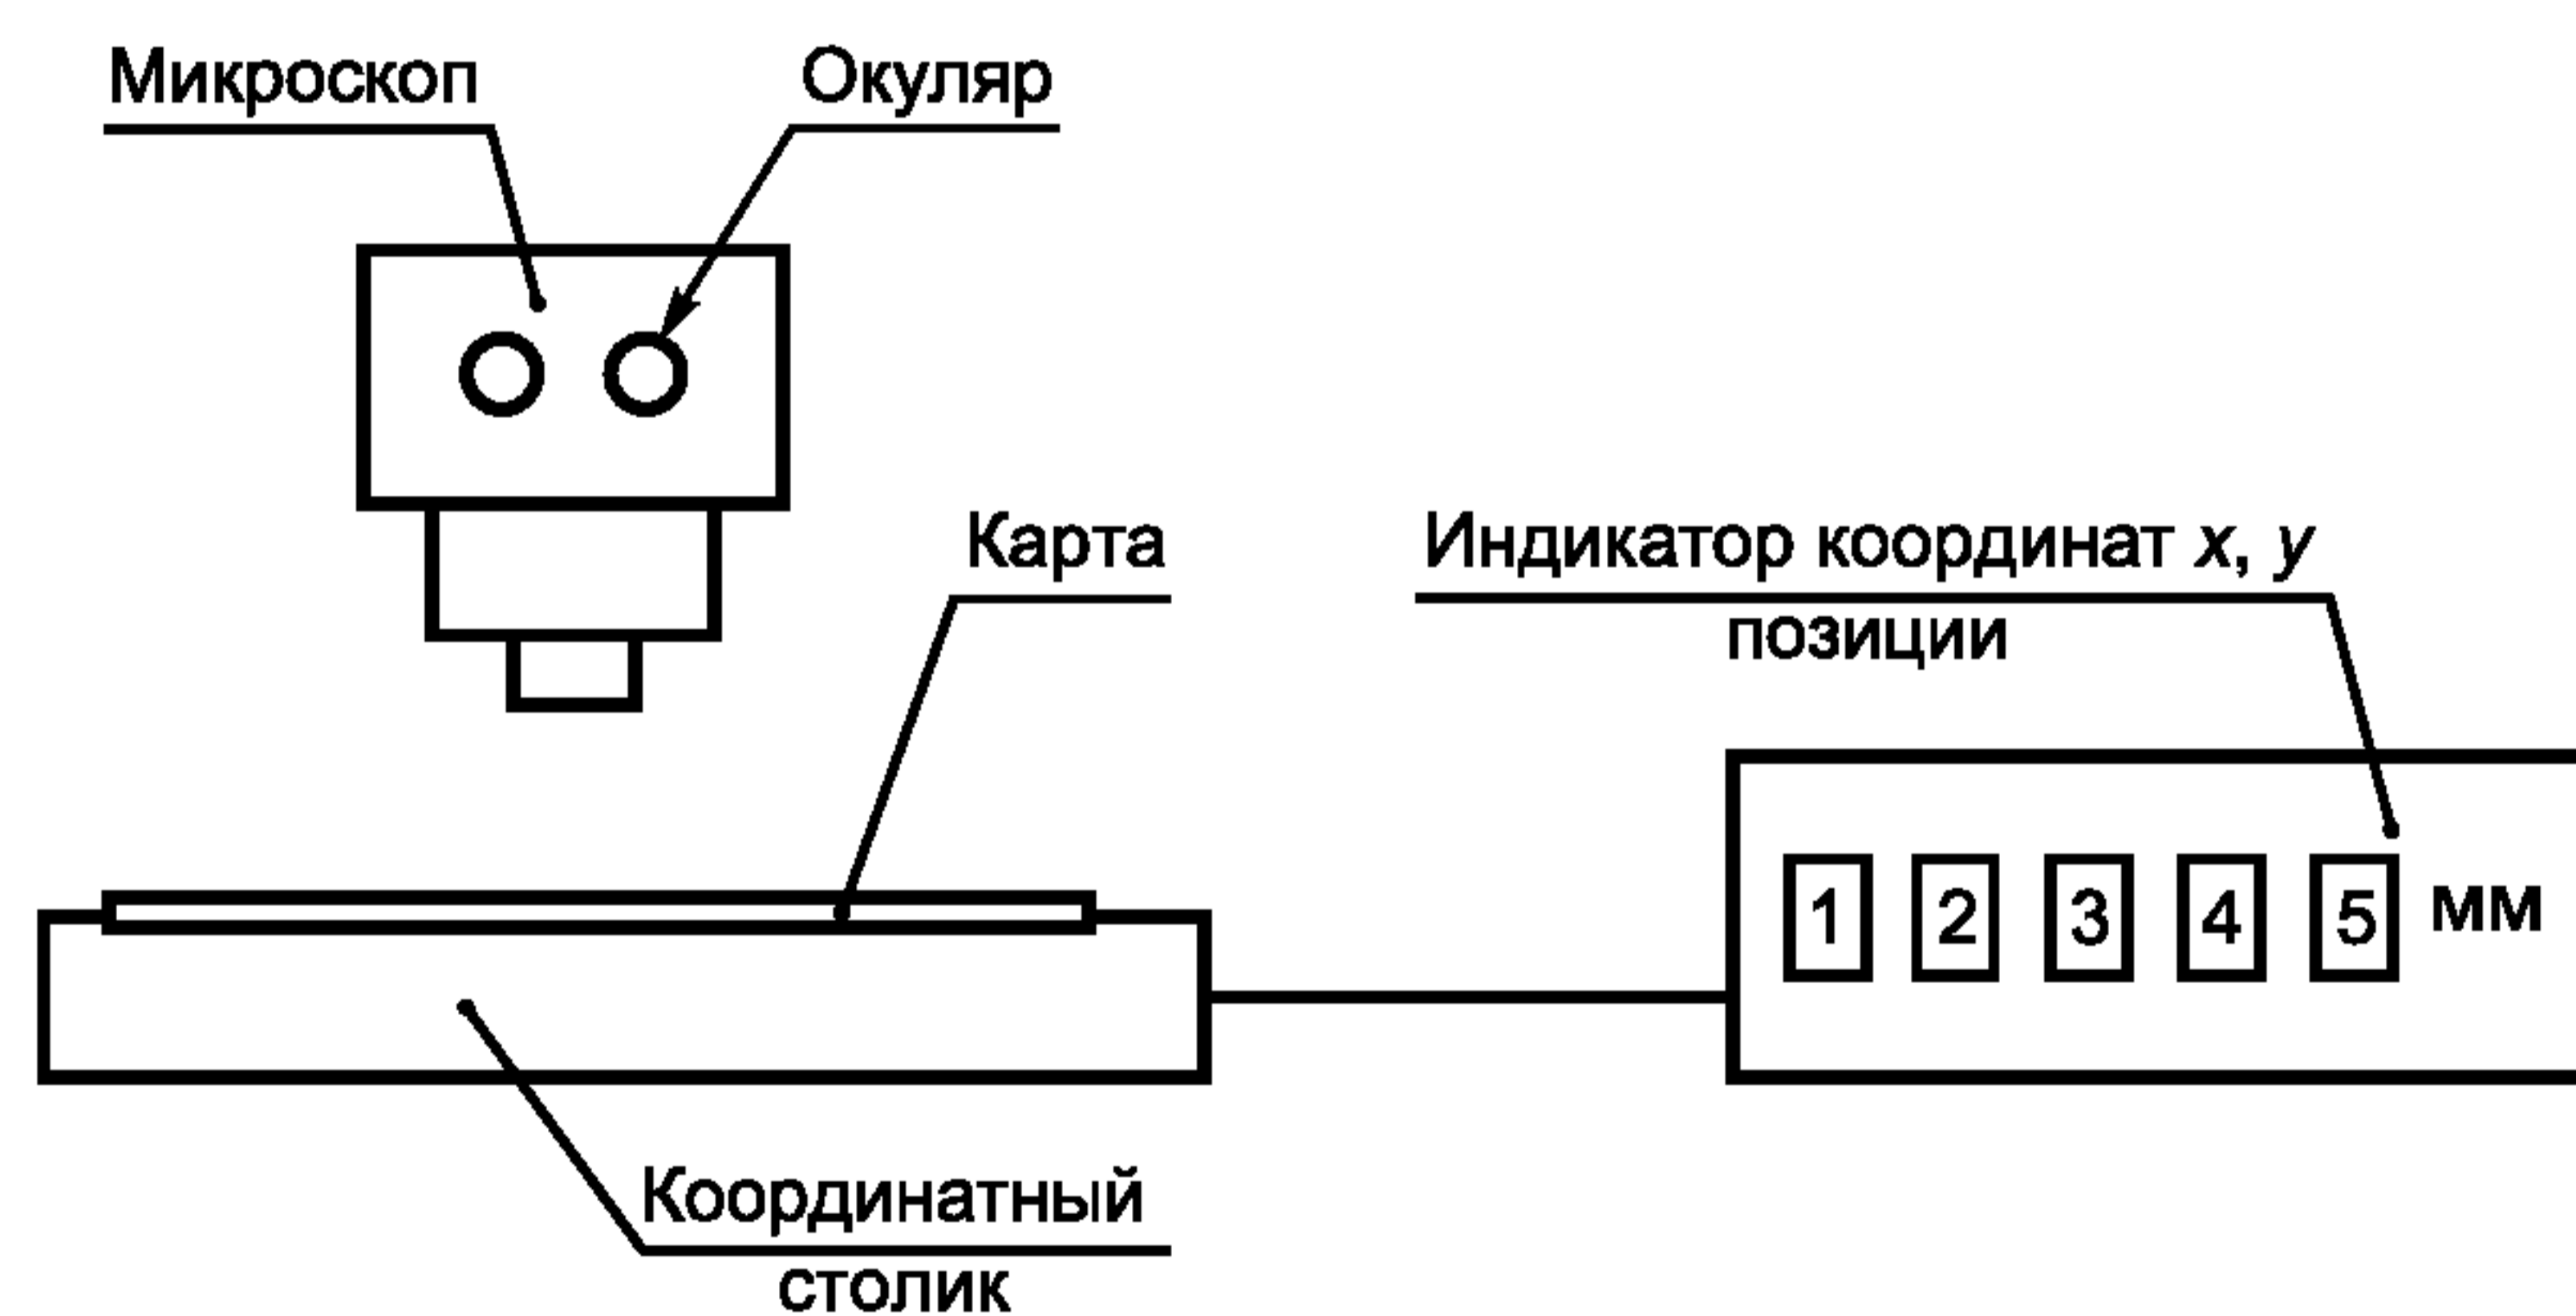 Микроскоп
Окуляр
Карта
Индикатор координат x, y
позиции
1 2 3 4 5 мм
Координатный
столик